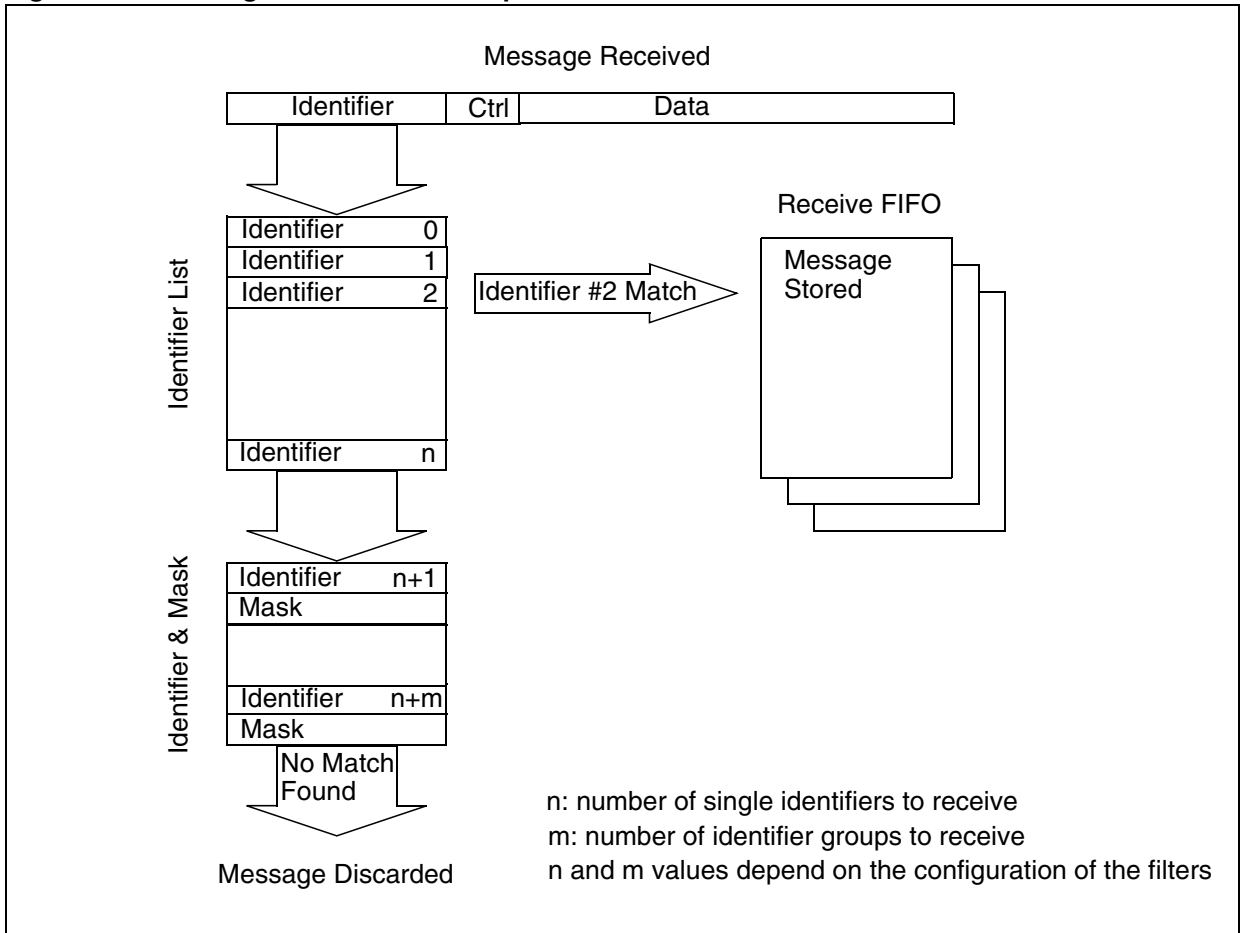 Message Received
Identifier Ctrl Data
Receive FIFO
Identifier List
Identifier 0
Identifier 1
Identifier 2
Identifier n
Identifier #2 Match
Message
Stored
Identifier & Mask
Identifier n+1
Mask
Identifier n+m
Mask
No Match
Found
Message Discarded
n: number of single identifiers to receive
m: number of identifier groups to receive
n and m values depend on the configuration of the filters